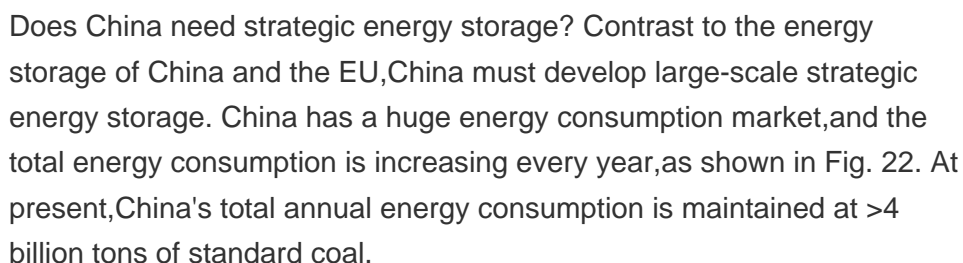 Does China need strategic energy storage? Contrast to the energy
storage of China and the EU,China must develop large-scale strategic
energy storage. China has a huge energy consumption market,and the
total energy consumption is increasing every year,as shown in Fig. 22. At
present,China's total annual energy consumption is maintained at >4
billion tons of standard coal.